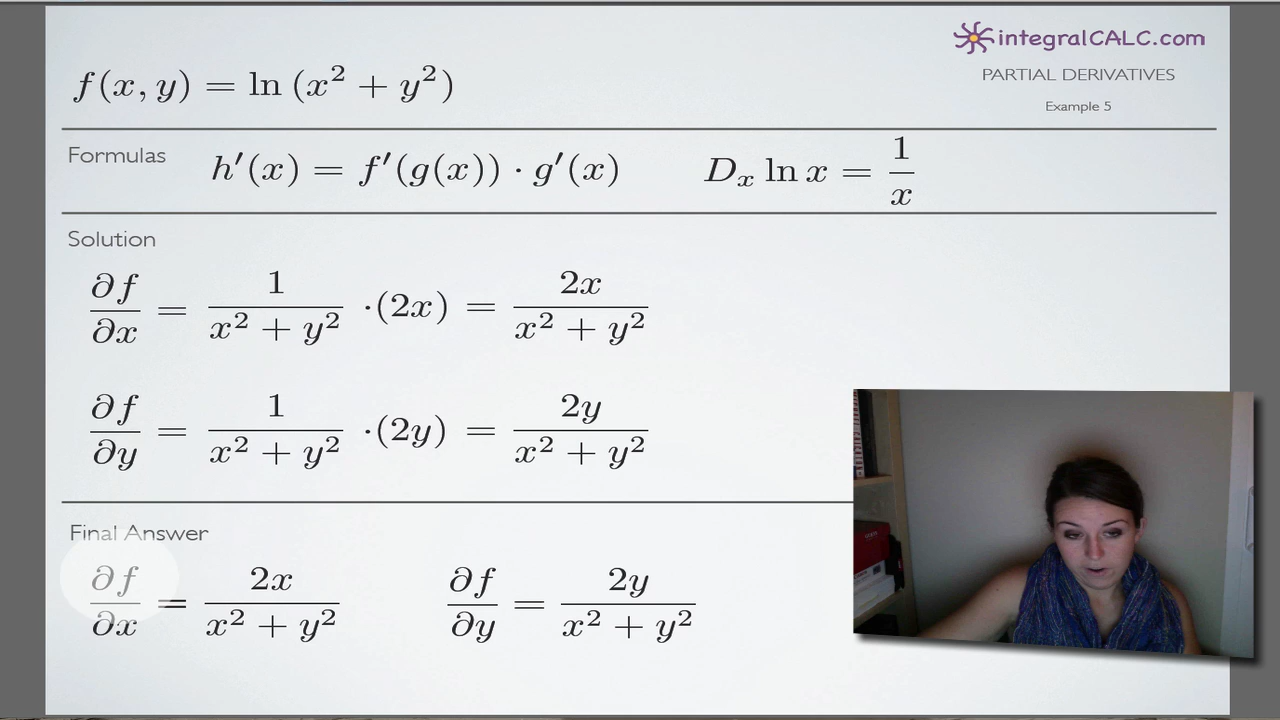 integralCALC.com
PARTIAL DERIVATIVES
Example 5
f(x, y) = ln (x² + y²)
Formulas h′(x) = f′(g(x)) · g′(x) Dₓ ln x = 1/x
Solution
∂f/∂x = 1/(x² + y²) ·(2x) = 2x/(x² + y²)
∂f/∂y = 1/(x² + y²) ·(2y) = 2y/(x² + y²)
Final Answer
∂f/∂x = 2x/(x² + y²) ∂f/∂y = 2y/(x² + y²)